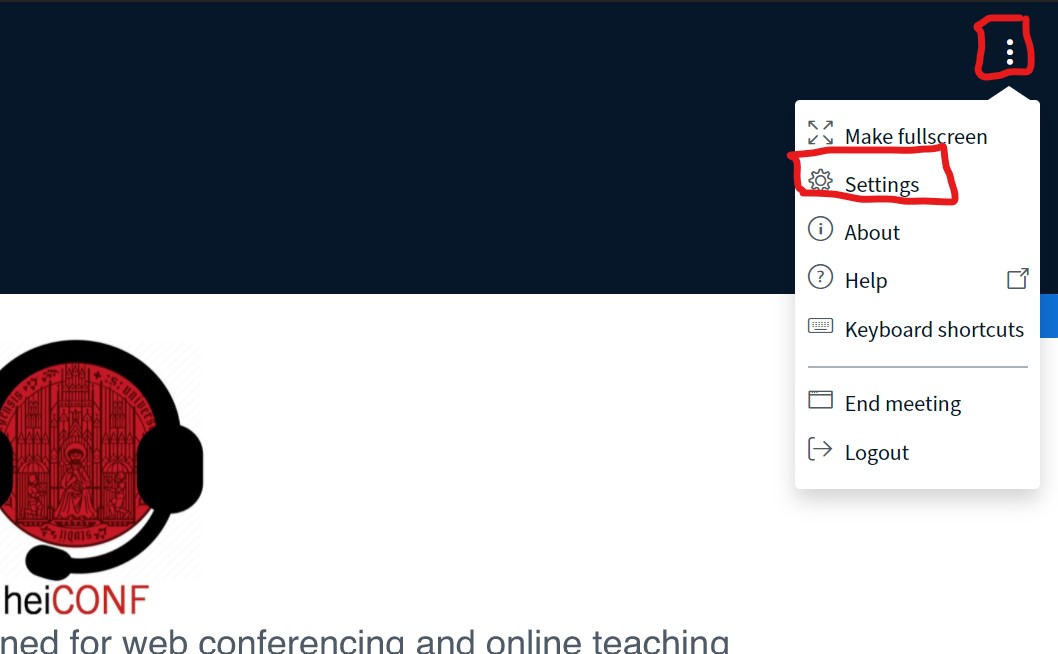 Make fullscreen
Settings
About
Help
Keyboard shortcuts
End meeting
Logout
heiCONF
ned for web conferencing and online teaching